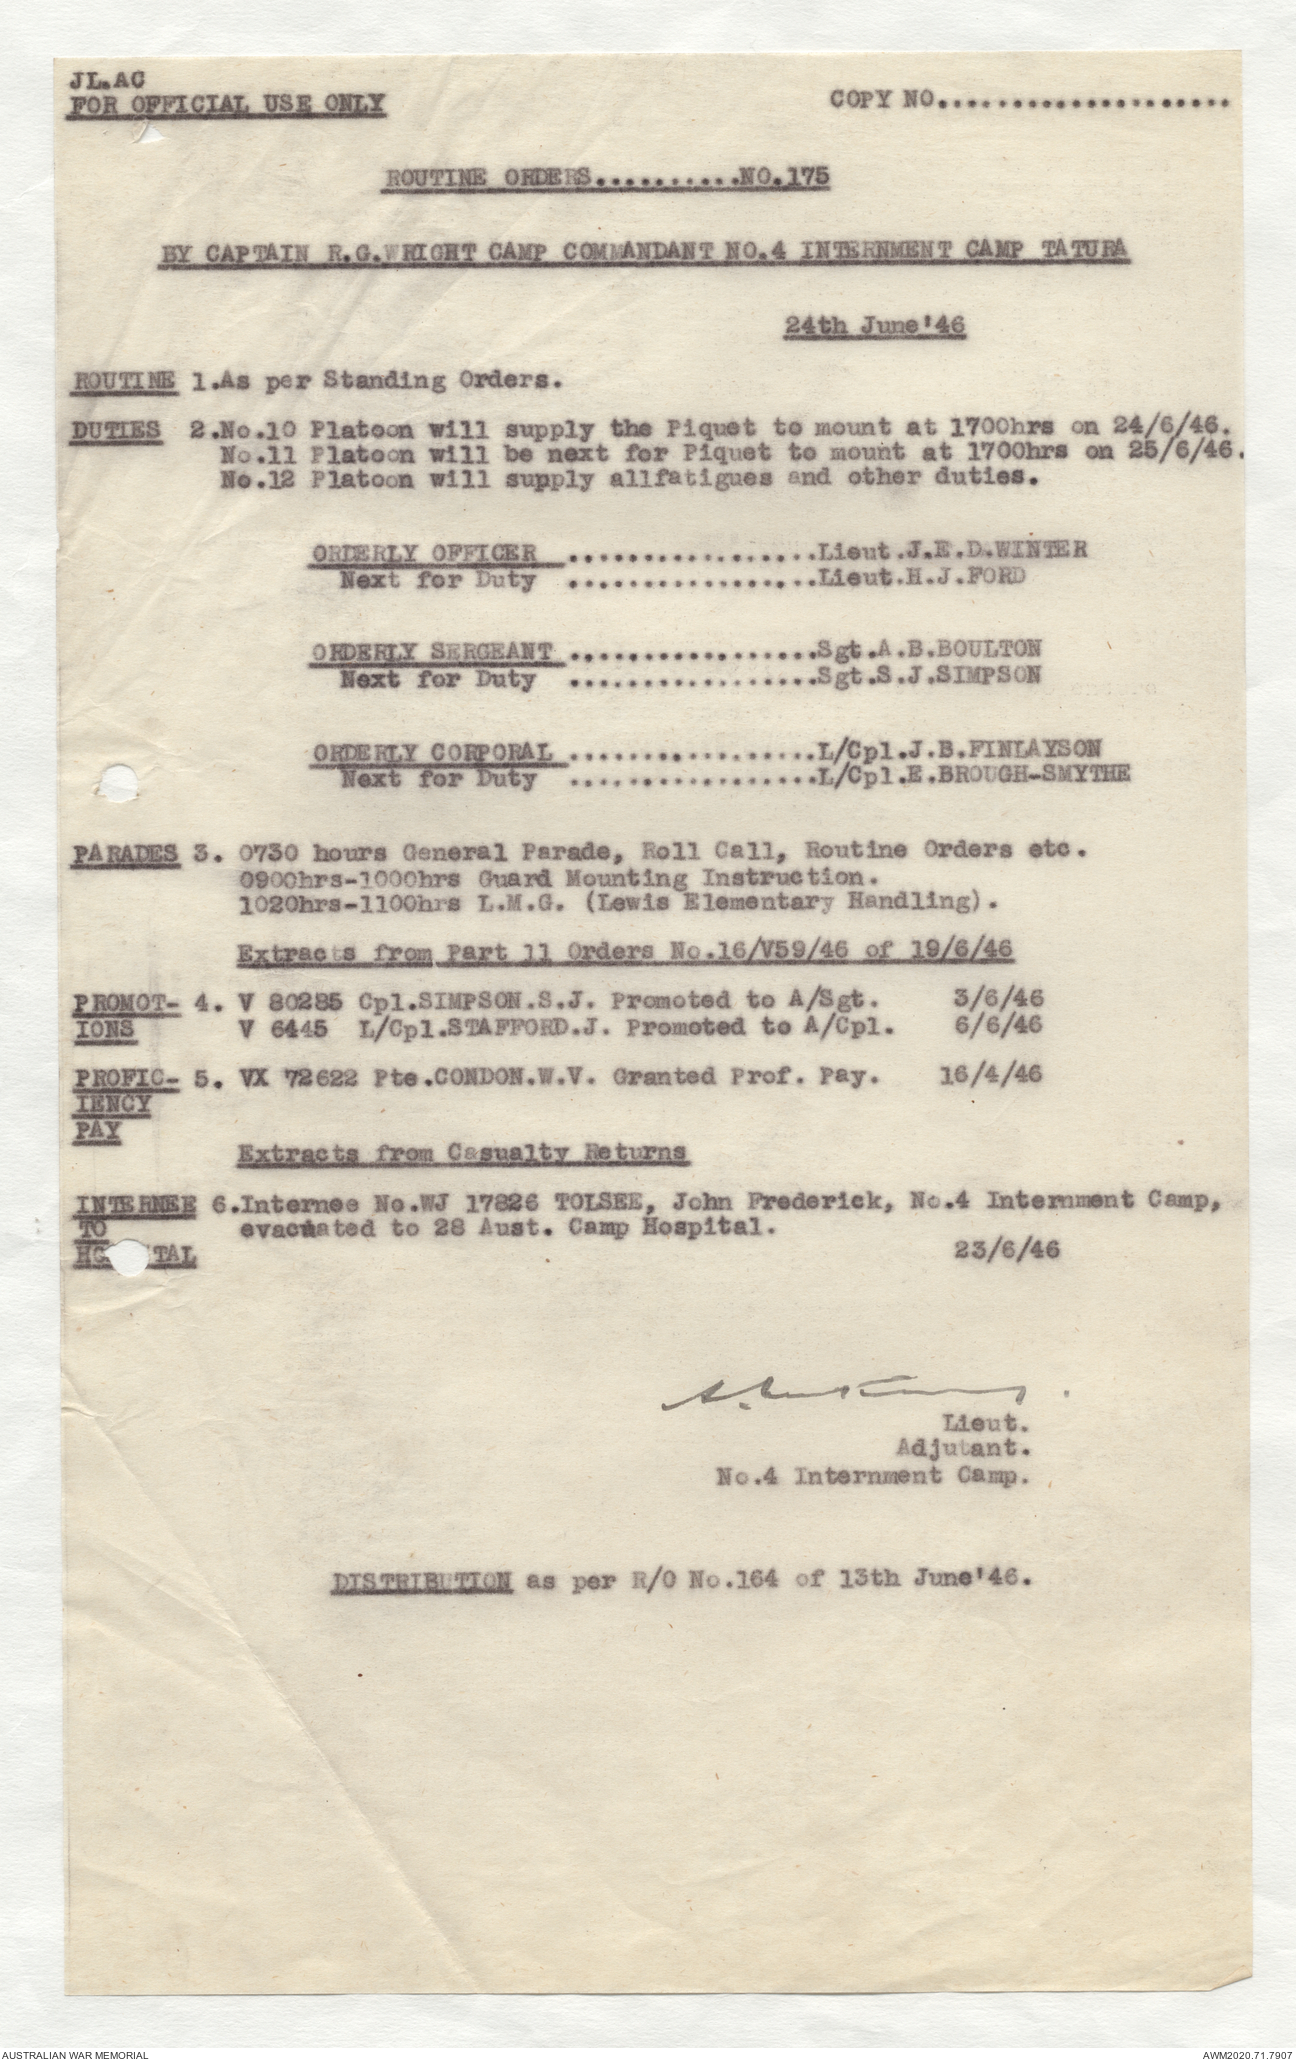 JL.AC
FOR OFFICIAL USE ONLY
COPY NO....................
ROUTINE ORDERS..........NO.175
BY CAPTAIN R.G.WRIGHT CAMP COMMANDANT NO.4 INTERNMENT CAMP TATURA
24th June'46
ROUTINE 1.As per Standing Orders.
DUTIES 2.No.10 Platoon will supply the Piquet to mount at 1700hrs on 24/6/46.
No.11 Platoon will be next for Piquet to mount at 1700hrs on 25/6/46.
No.12 Platoon will supply allfatigues and other duties.
ORDERLY OFFICER .................Lieut.J.E.D.WINTER
Next for Duty .................Lieut.H.J.FORD
ORDERLY SERGEANT .................Sgt.A.B.BOULTON
Next for Duty .................Sgt.S.J.SIMPSON
ORDERLY CORPORAL .................L/Cpl.J.B.FINLAYSON
Next for Duty .................L/Cpl.E.BROUGH-SMYTHE
PARADES 3. 0730 hours General Parade, Roll Call, Routine Orders etc.
0900hrs-1000hrs Guard Mounting Instruction.
1020hrs-1100hrs L.M.G. (Lewis Elementary Handling).
Extracts from Part 11 Orders No.16/V59/46 of 19/6/46
PROMOT- 4. V 80285 Cpl.SIMPSON.S.J. Promoted to A/Sgt. 3/6/46
IONS V 6445 L/Cpl.STAFFORD.J. Promoted to A/Cpl. 6/6/46
PROFIC- 5. VX 72622 Pte.CONDON.W.V. Granted Prof. Pay. 16/4/46
IENCY
PAY
Extracts from Casualty Returns
INTERNEE 6.Internee No.WJ 17826 TOLSEE, John Frederick, No.4 Internment Camp,
TO evacuated to 28 Aust. Camp Hospital.
HO TAL 23/6/46
Lieut.
Adjutant.
No.4 Internment Camp.
DISTRIBUTION as per R/O No.164 of 13th June'46.
AUSTRALIAN WAR MEMORIAL
AWM2020.71.7907